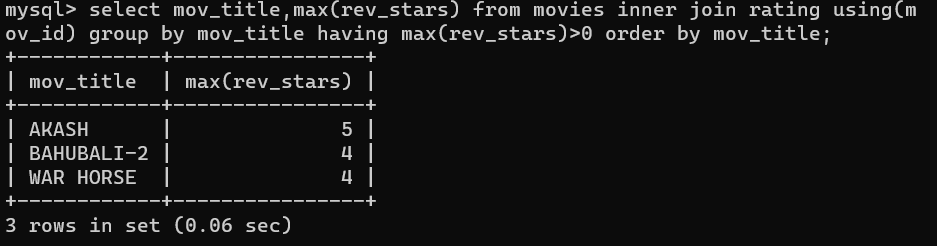 mysql> select mov_title,max(rev_stars) from movies inner join rating using(m
ov_id) group by mov_title having max(rev_stars)>0 order by mov_title;
+------------+----------------+
| mov_title  | max(rev_stars) |
+------------+----------------+
| AKASH      |              5 |
| BAHUBALI-2 |              4 |
| WAR HORSE  |              4 |
+------------+----------------+
3 rows in set (0.06 sec)